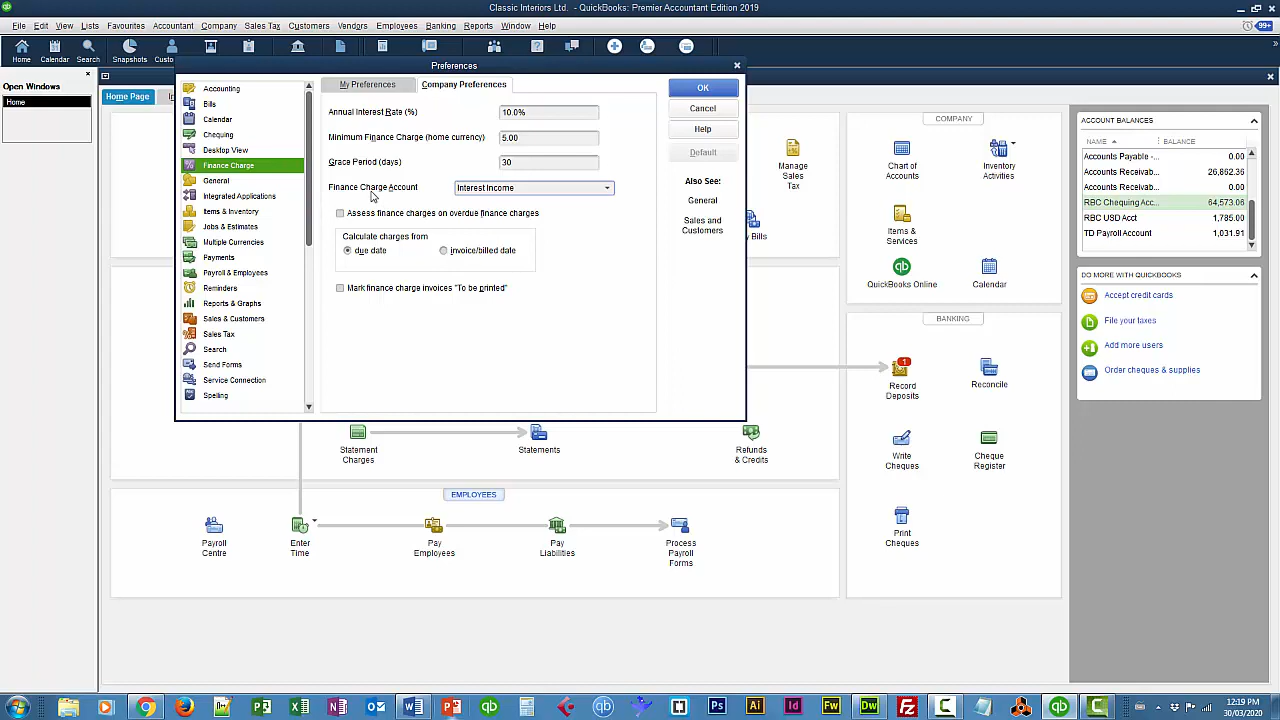 Classic Interiors Ltd. - QuickBooks: Premier Accountant Edition 2019
File Edit View Lists Favourites Accountant Company Sales Tax Customers Vendors Employees Banking Reports Window Help
99+
Home Calendar Search Snapshots Custo
Open Windows
Home
Home Page
Preferences
Accounting
Bills
Calendar
Chequing
Desktop View
Finance Charge
General
Integrated Applications
Items & Inventory
Jobs & Estimates
Multiple Currencies
Payments
Payroll & Employees
Reminders
Reports & Graphs
Sales & Customers
Sales Tax
Search
Send Forms
Service Connection
Spelling
My Preferences
Company Preferences
Annual Interest Rate (%) 10.0%
Minimum Finance Charge (home currency) 5.00
Grace Period (days) 30
Finance Charge Account Interest Income
Assess finance charges on overdue finance charges
Calculate charges from
due date invoice/billed date
Mark finance charge invoices "To be printed"
OK
Cancel
Help
Default
Also See:
General
Sales and
Customers
Manage
Sales
Tax
y Bills
COMPANY
Chart of
Accounts
Inventory
Activities
Items &
Services
QuickBooks Online
Calendar
BANKING
1
Record
Deposits
Reconcile
Write
Cheques
Cheque
Register
Print
Cheques
Statement
Charges
Statements
Refunds
& Credits
EMPLOYEES
Payroll
Centre
Enter
Time
Pay
Employees
Pay
Liabilities
Process
Payroll
Forms
ACCOUNT BALANCES
NAME BALANCE
Accounts Payable -... 0.00
Accounts Receivab... 26,862.36
Accounts Receivab... 0.00
RBC Chequing Acc... 64,573.06
RBC USD Acct 1,785.00
TD Payroll Account 1,031.91
DO MORE WITH QUICKBOOKS
Accept credit cards
File your taxes
Add more users
Order cheques & supplies
12:19 PM
30/03/2020